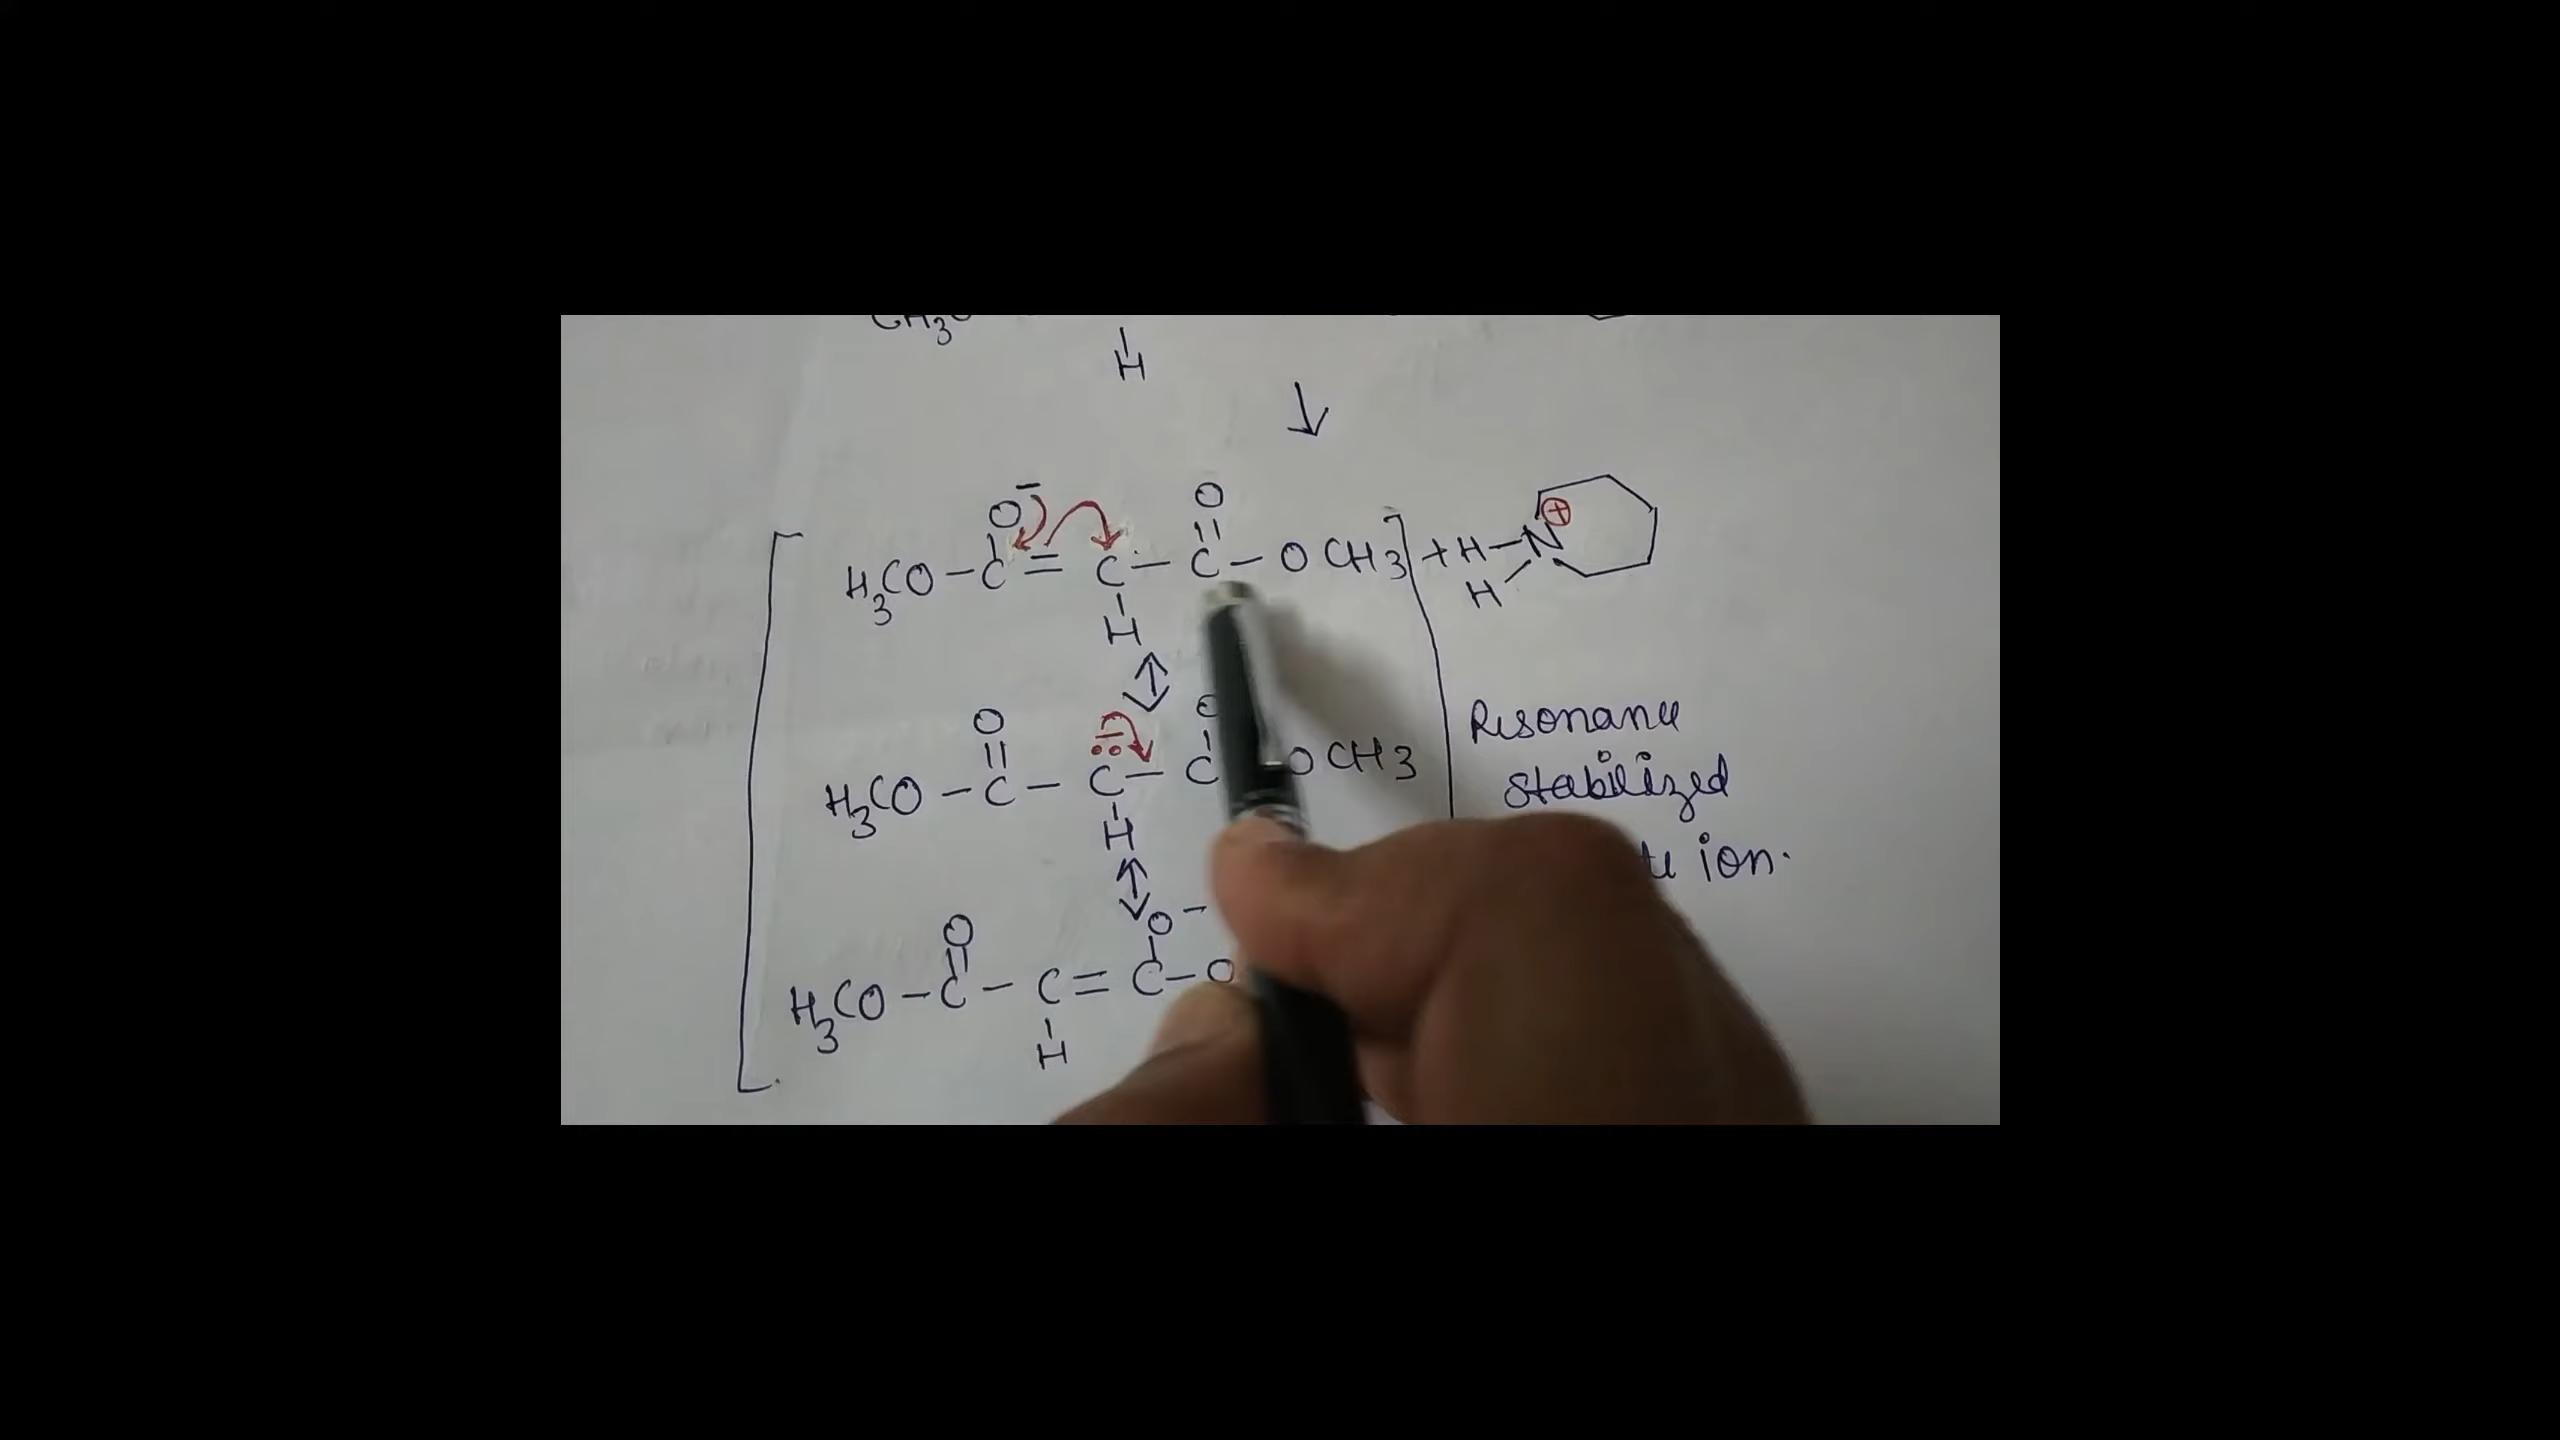 H
O⁻ O
H₃CO - C = C - C - OCH3 ] + H - N ⊕
H H
O
H₃CO - C - C - C OCH3
H
O O -
H₃CO - C - C = C - O
H
Resonance
stabilized
ion.